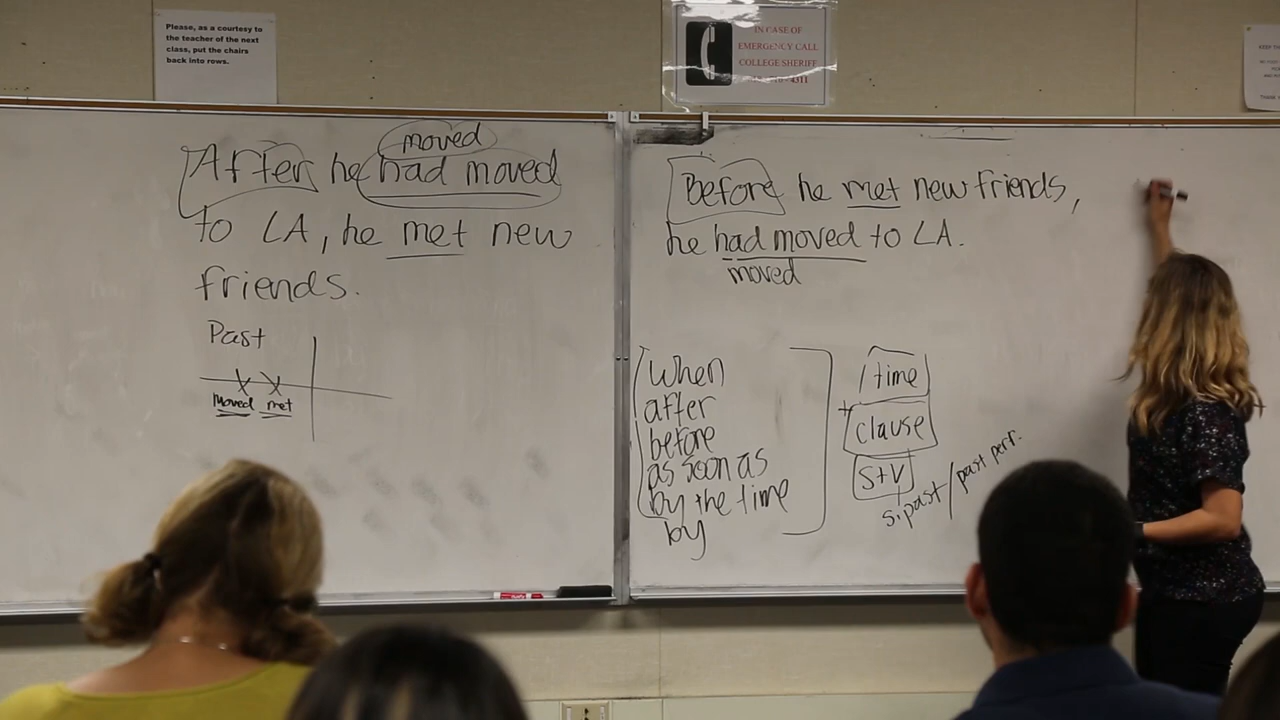 Please, as a courtesy to
the teacher of the next
class, put the chairs
back into rows.
IN CASE OF
EMERGENCY CALL
COLLEGE SHERIFF
moved
After he had moved
to LA, he met new
friends.
Past
moved met
Before he met new friends,
he had moved to LA.
moved
when
after
before
as soon as
by the time
by
time
+ clause
S+V
s.past/past perf.